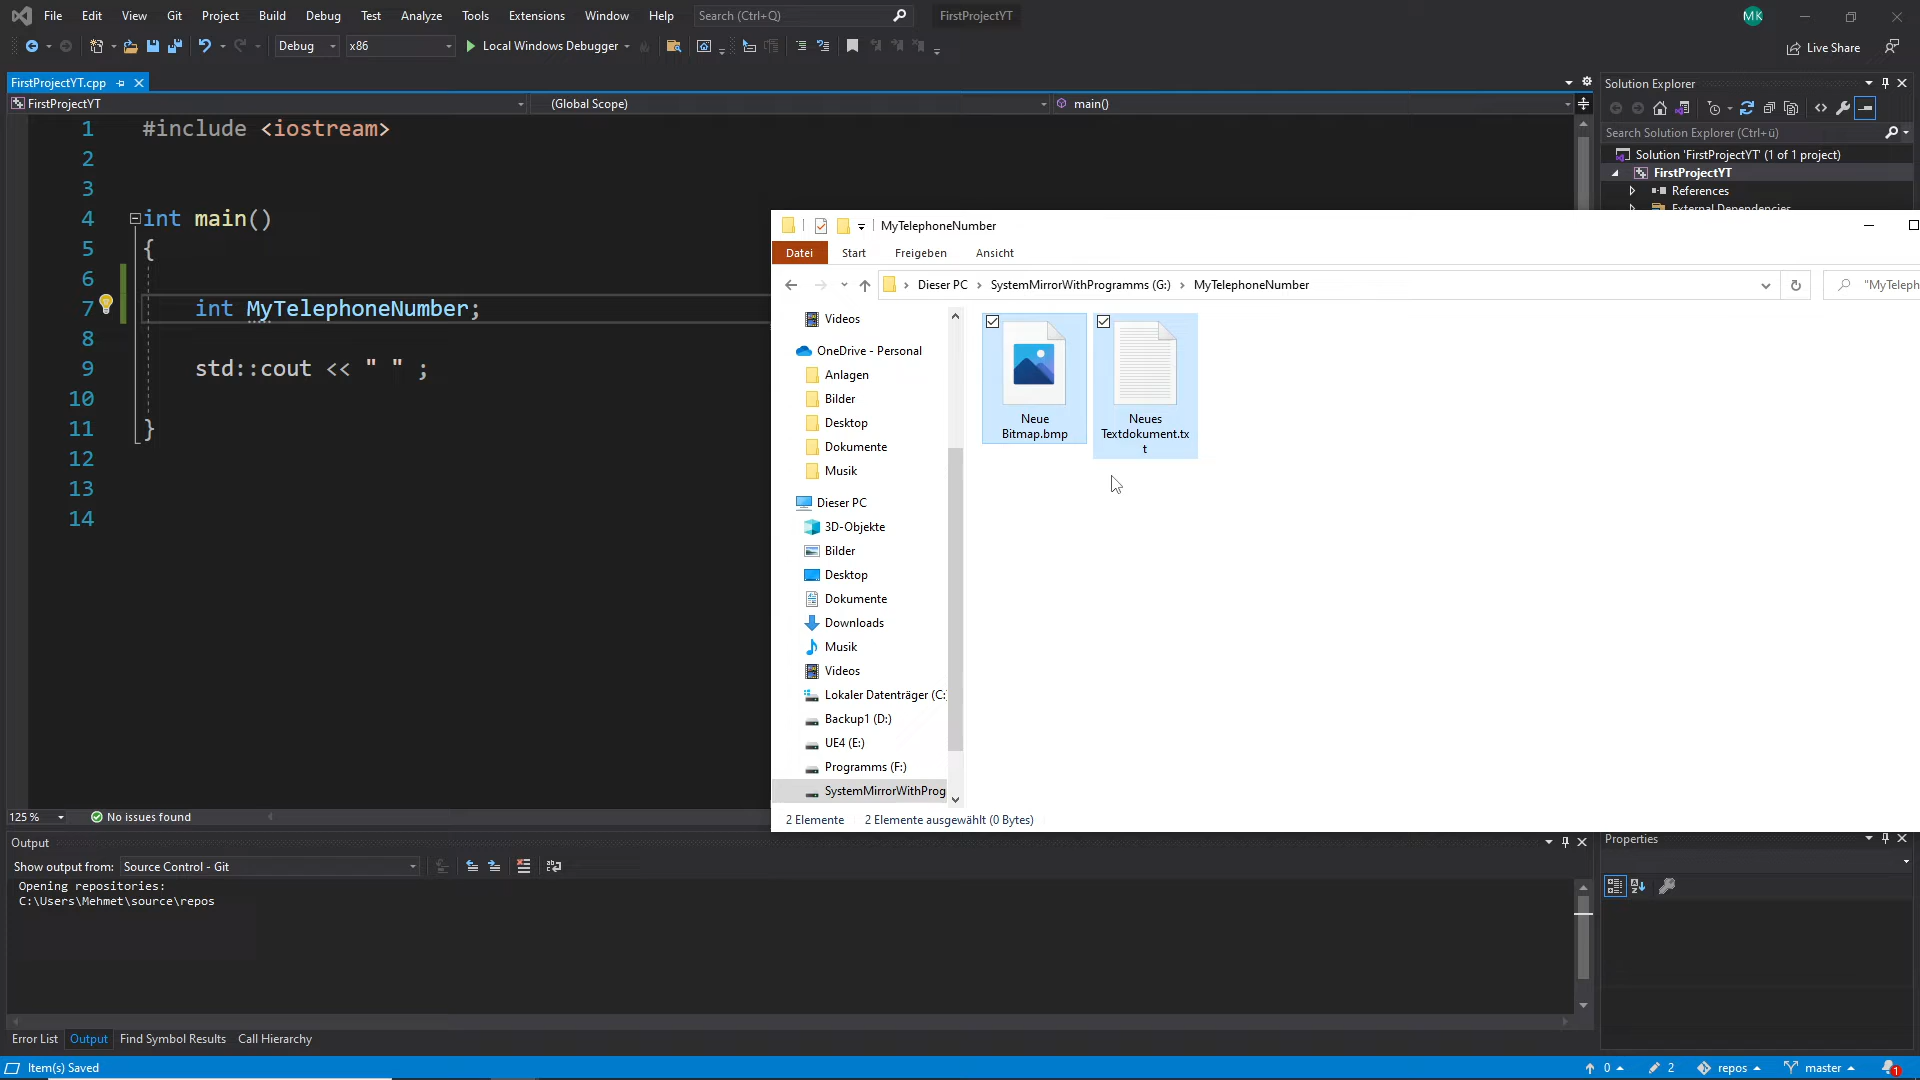 File Edit View Git Project Build Debug Test Analyze Tools Extensions Window Help Search (Ctrl+Q) FirstProjectYT MK
Debug x86 Local Windows Debugger Live Share
FirstProjectYT.cpp
FirstProjectYT (Global Scope) main()
1 #include <iostream>
2
3
4 int main()
5 {
6
7 int MyTelephoneNumber;
8
9 std::cout << " " ;
10
11 }
12
13
14
125 % No issues found
Solution Explorer
Search Solution Explorer (Ctrl+ü)
Solution 'FirstProjectYT' (1 of 1 project)
FirstProjectYT
References
External Dependencies
MyTelephoneNumber
Datei Start Freigeben Ansicht
Dieser PC SystemMirrorWithProgramms (G:) MyTelephoneNumber "MyTeleph
Videos
OneDrive - Personal
Anlagen
Bilder
Desktop
Dokumente
Musik
Dieser PC
3D-Objekte
Bilder
Desktop
Dokumente
Downloads
Musik
Videos
Lokaler Datenträger (C:
Backup1 (D:)
UE4 (E:)
Programms (F:)
SystemMirrorWithProg
Neue
Bitmap.bmp
Neues
Textdokument.tx
t
2 Elemente 2 Elemente ausgewählt (0 Bytes)
Output
Show output from: Source Control - Git
Opening repositories:
C:\Users\Mehmet\source\repos
Properties
Error List Output Find Symbol Results Call Hierarchy
Item(s) Saved 0 2 repos master 1